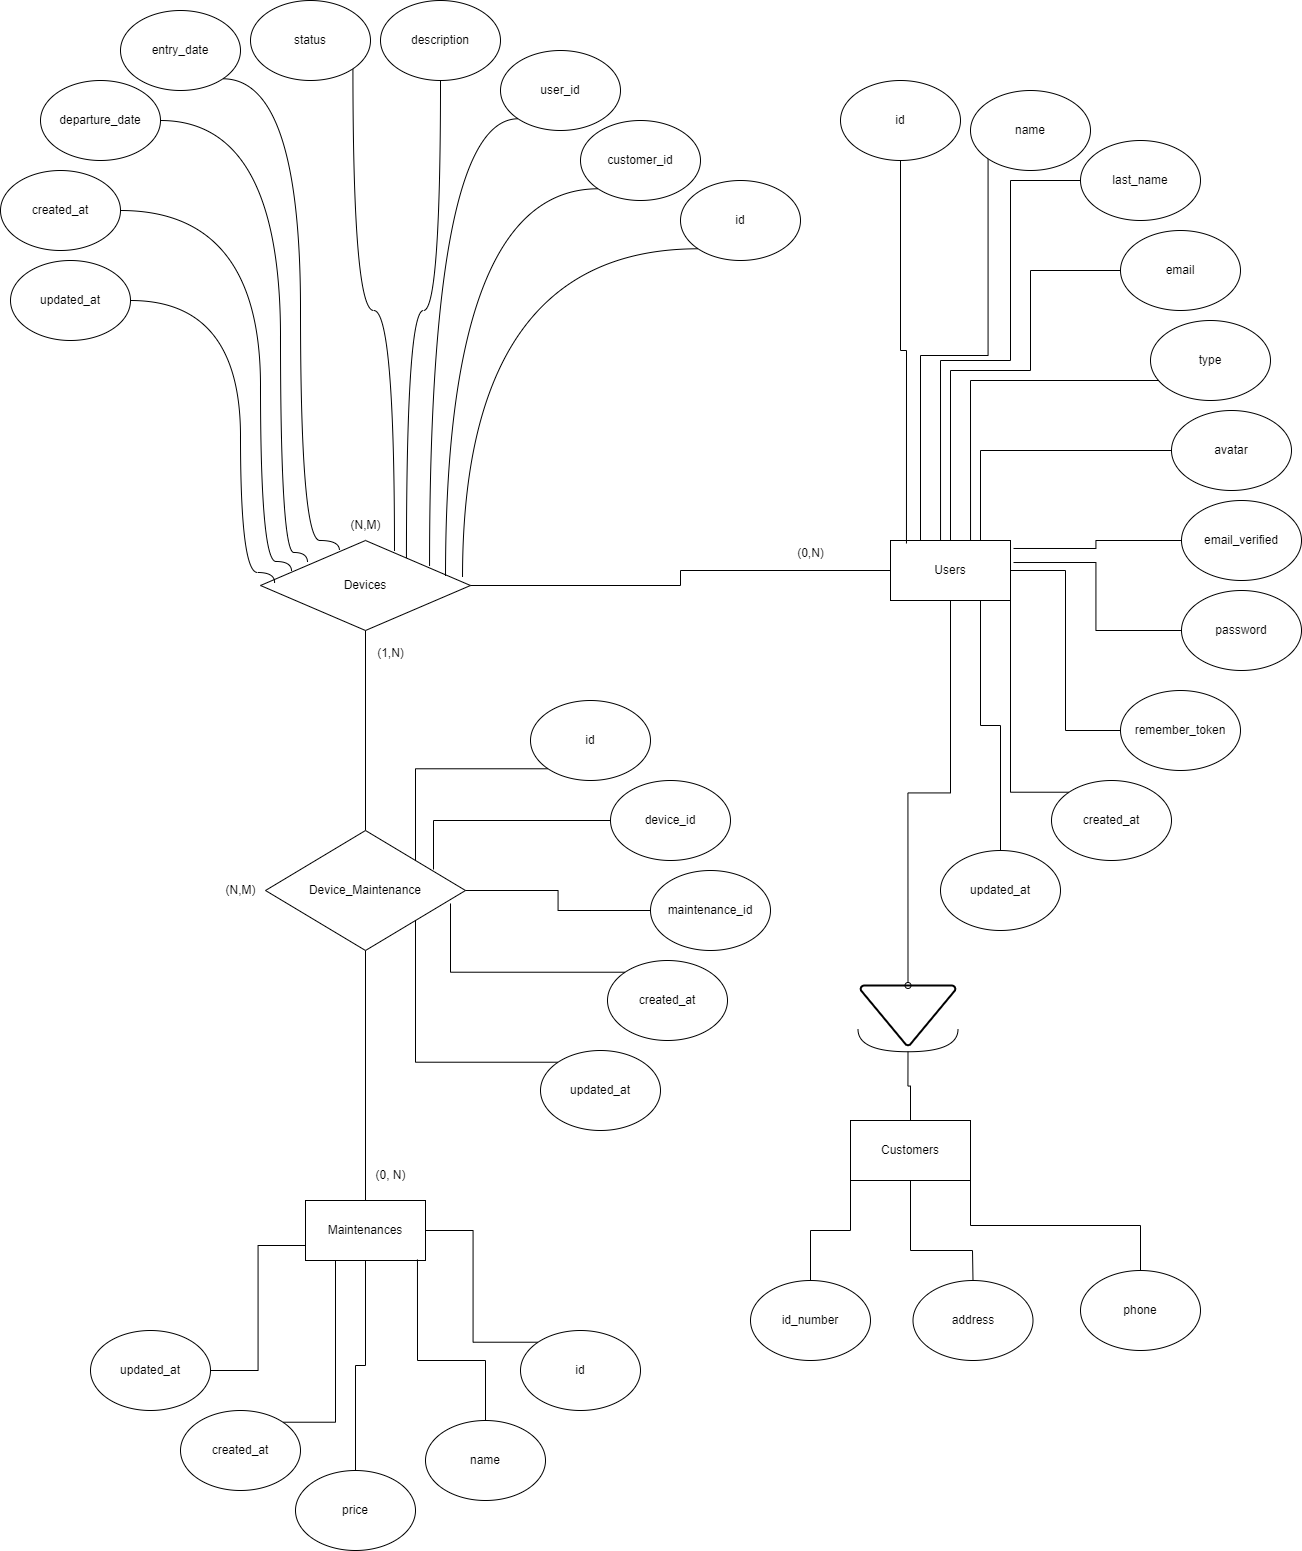 status
description
entry_date
user_id
departure_date
customer_id
created_at
id
updated_at
(N,M)
Devices
(1,N)
(0,N)
id
name
last_name
email
type
avatar
email_verified
Users
password
remember_token
created_at
updated_at
id
device_id
(N,M)
Device_Maintenance
maintenance_id
created_at
updated_at
(0, N)
Maintenances
updated_at
id
created_at
name
price
Customers
id_number
address
phone